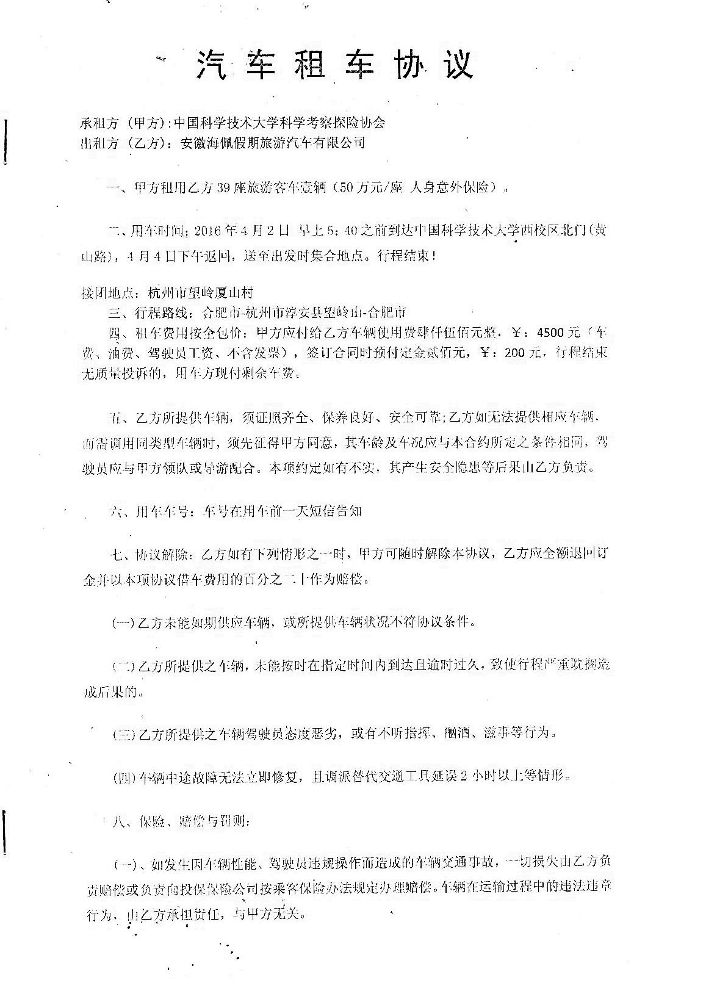 汽车租车协议
承租方（甲方）:中国科学技术大学科学考察探险协会
出租方（乙方）：安徽海佩假期旅游汽车有限公司
一、甲方租用乙方 39 座旅游客车壹辆（50 万元/座 人身意外保险）。
二、用车时间：2016 年 4 月 2 日 早上 5：40 之前到达中国科学技术大学西校区北门(黄
山路)，4 月 4 日下午返回，送至出发时集合地点。行程结束！
接团地点：杭州市望岭厦山村
三、行程路线：合肥市-杭州市淳安县望岭山-合肥市
四、租车费用按全包价：甲方应付给乙方车辆使用费肆仟伍佰元整．￥：4500 元（车
费、油费、驾驶员工资、不含发票），签订合同时预付定金贰佰元，￥：200 元，行程结束
无质量投诉的，用车方现付剩余车费。
五、乙方所提供车辆，须证照齐全、保养良好、安全可靠;乙方如无法提供相应车辆，
而需调用同类型车辆时，须先征得甲方同意，其车龄及车况应与本合约所定之条件相同，驾
驶员应与甲方领队或导游配合。本项约定如有不实，其产生安全隐患等后果由乙方负责。
六、用车车号：车号在用车前一天短信告知
七、协议解除：乙方如有下列情形之一时，甲方可随时解除本协议，乙方应全额退回订
金并以本项协议借车费用的百分之二十作为赔偿。
(一)乙方未能如期供应车辆，或所提供车辆状况不符协议条件。
(二)乙方所提供之车辆，未能按时在指定时间内到达且逾时过久，致使行程严重耽搁造
成后果的。
(三)乙方所提供之车辆驾驶员态度恶劣，或有不听指挥、酗酒、滋事等行为。
(四)车辆中途故障无法立即修复，且调派替代交通工具延误 2 小时以上等情形。
八、保险、赔偿与罚则：
(一)、如发生因车辆性能、驾驶员违规操作而造成的车辆交通事故，一切损失由乙方负
责赔偿或负责向投保保险公司按乘客保险办法规定办理赔偿。车辆在运输过程中的违法违章
行为，由乙方承担责任，与甲方无关。